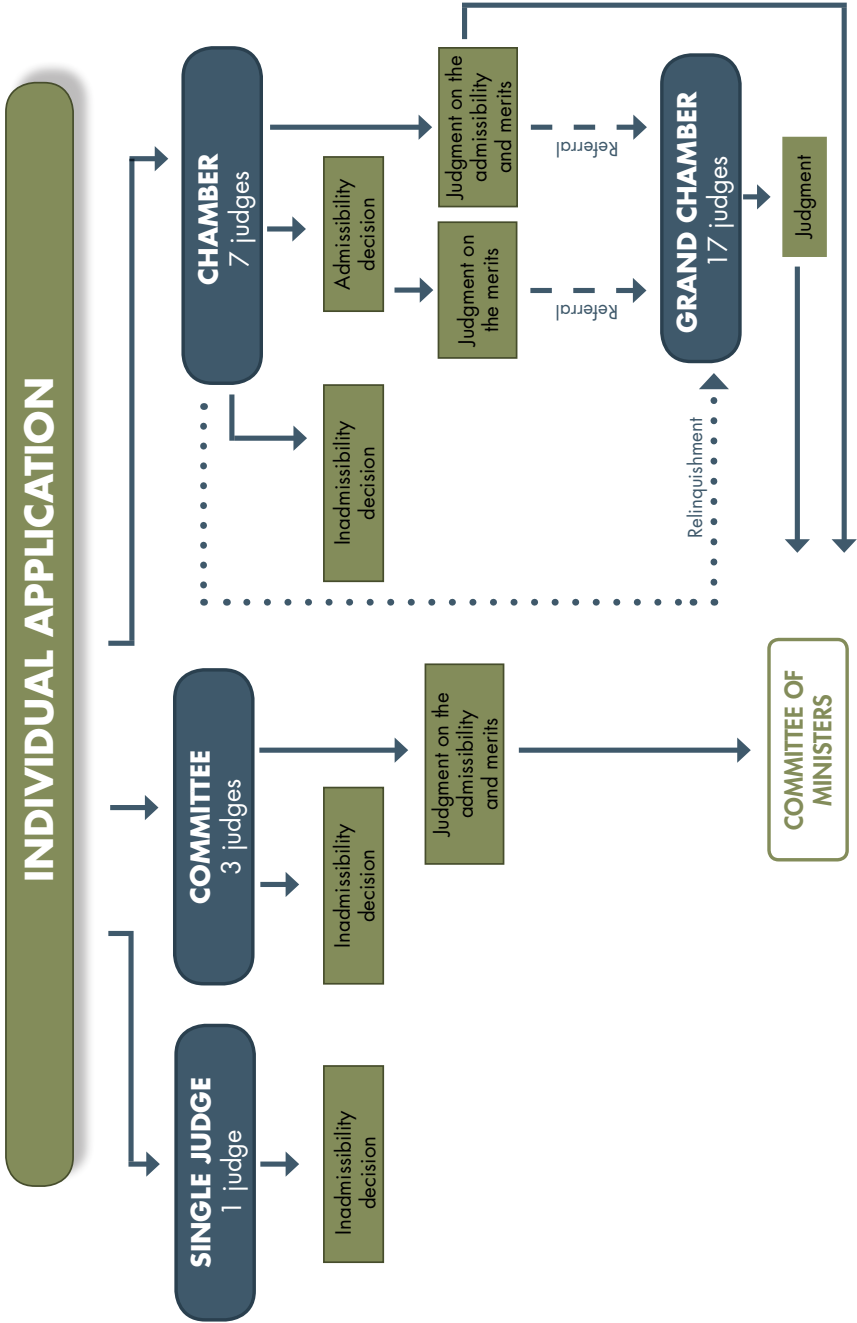 INDIVIDUAL APPLICATION
SINGLE JUDGE
1 judge
COMMITTEE
3 judges
CHAMBER
7 judges
Inadmissibility
decision
Inadmissibility
decision
Inadmissibility
decision
Admissibility
decision
Judgment on the
admissibility
and merits
Judgment on
the merits
Judgment on the
admissibility
and merits
Referral
Referral
Relinquishment
GRAND CHAMBER
17 judges
Judgment
COMMITTEE OF
MINISTERS